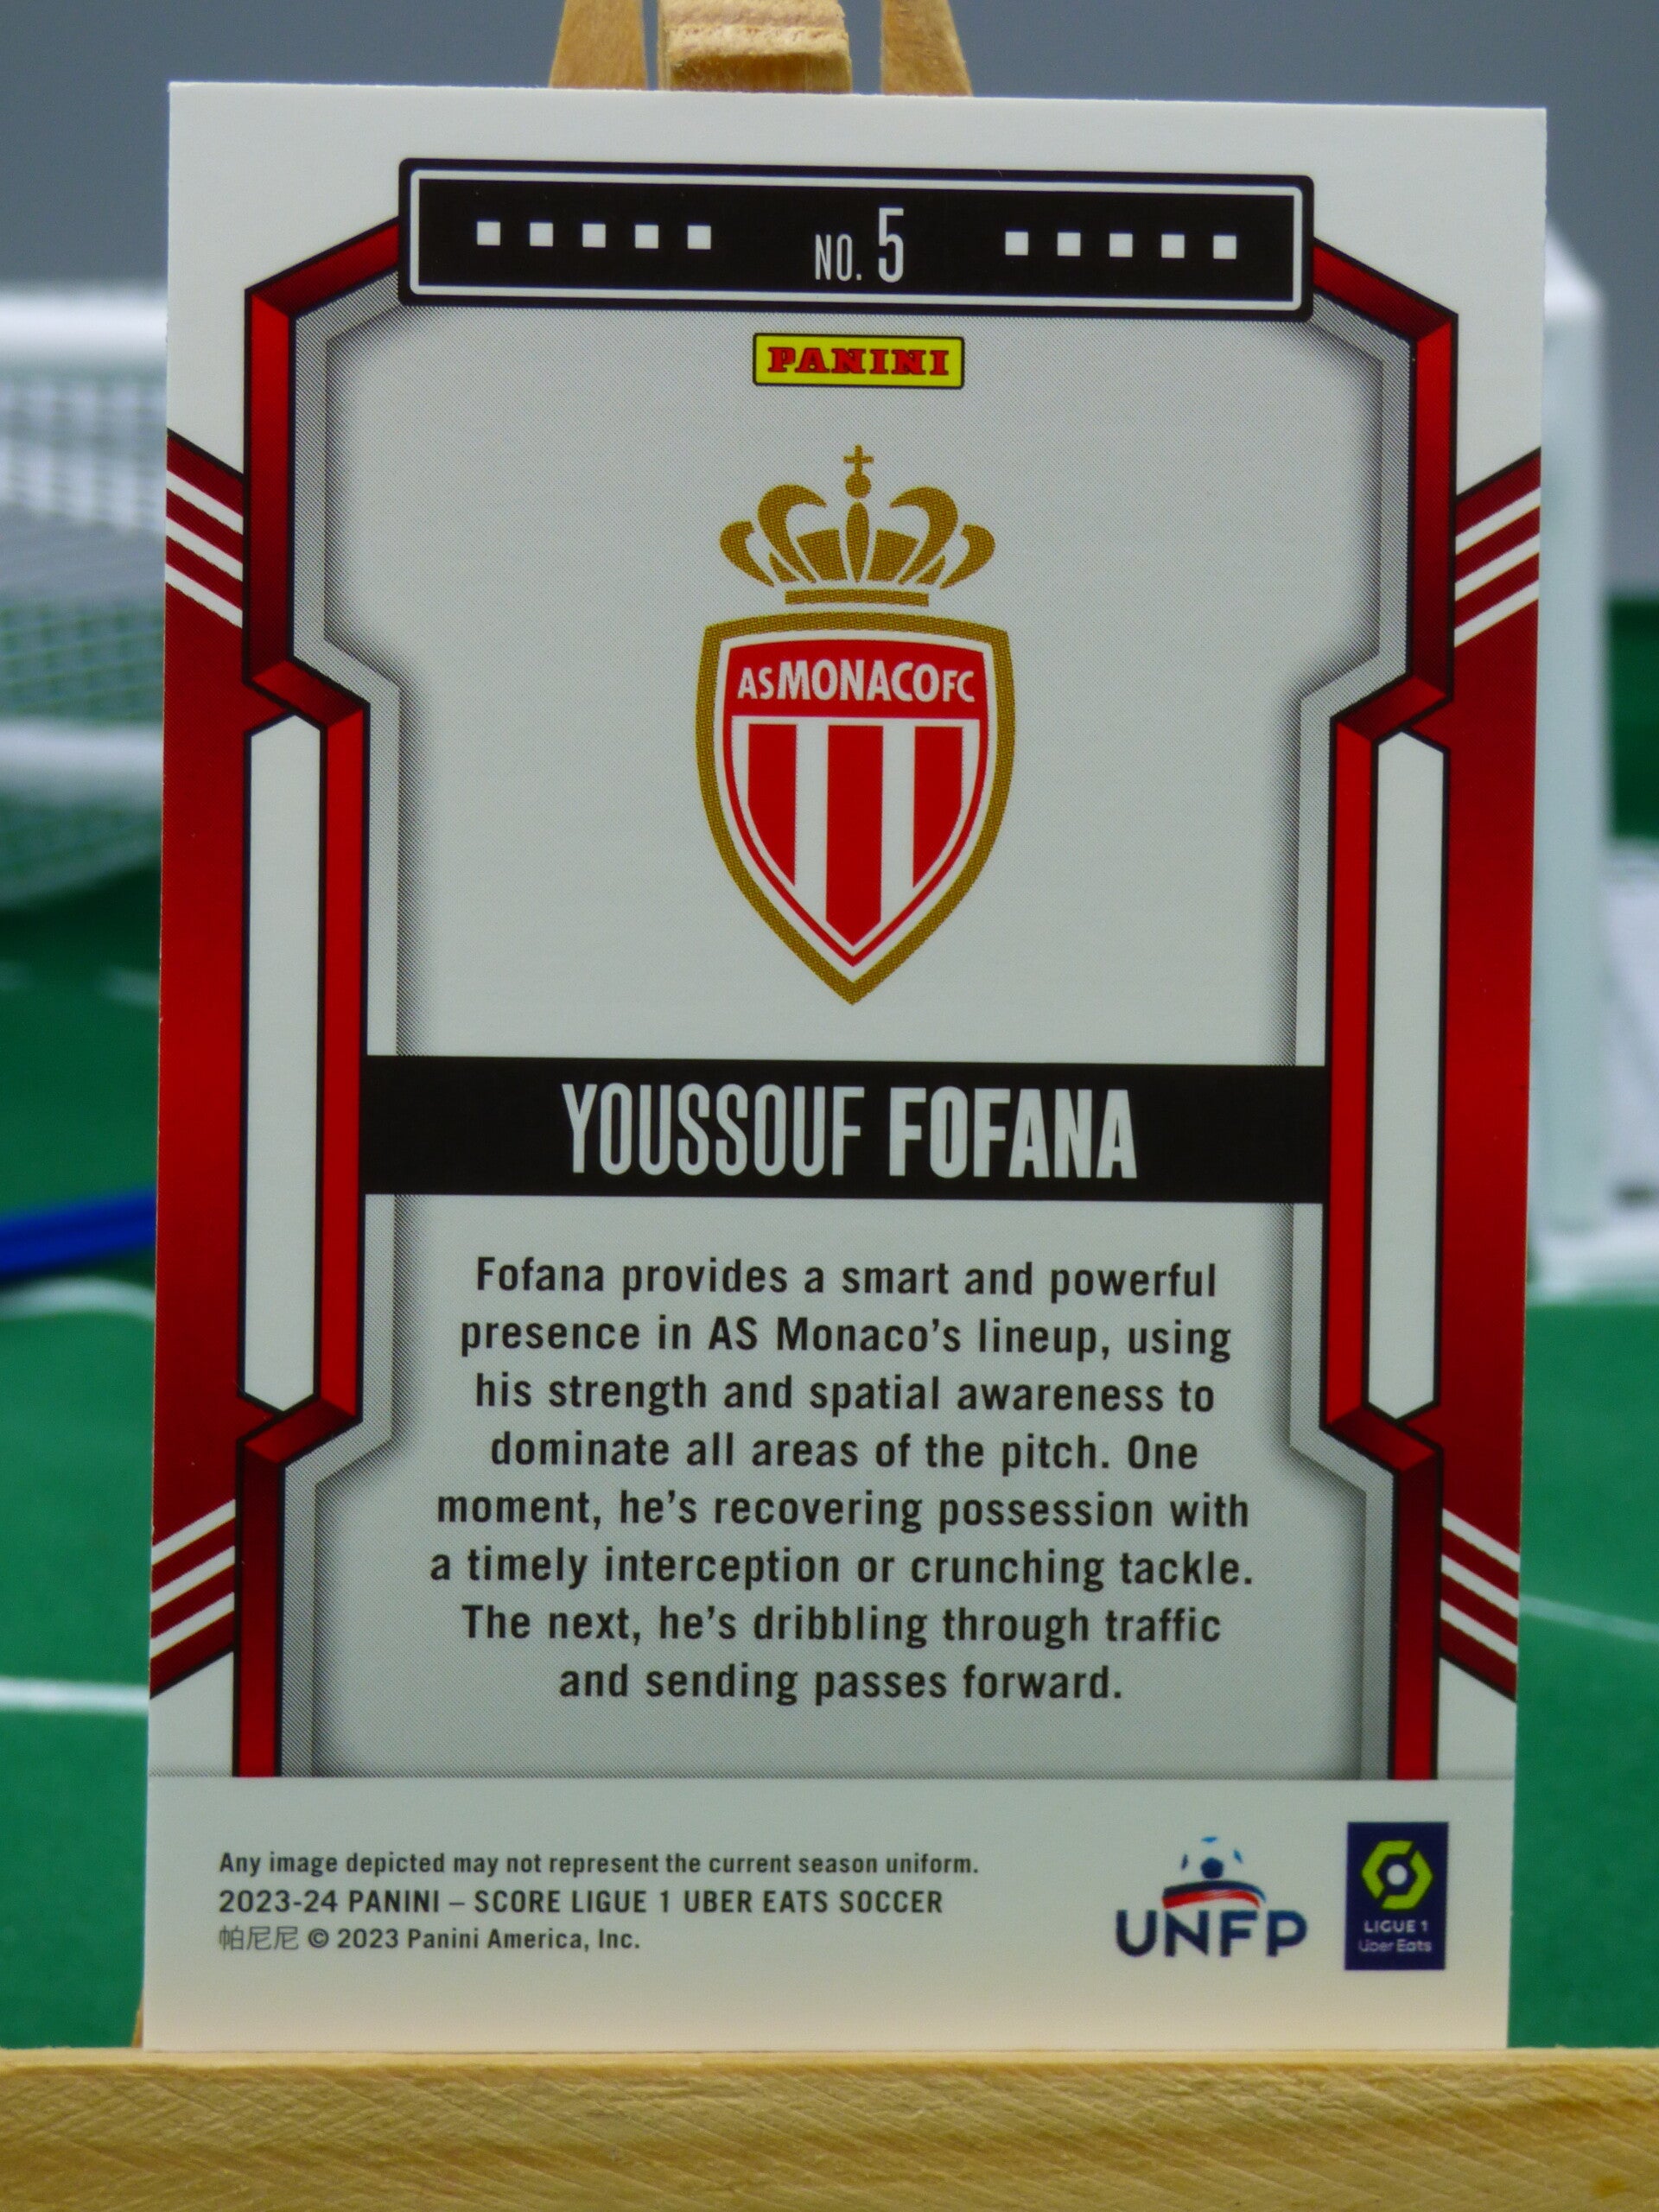 NO. 5
PANINI
AS MONACO FC
YOUSSOUF FOFANA
Fofana provides a smart and powerful
presence in AS Monaco's lineup, using
his strength and spatial awareness to
dominate all areas of the pitch. One
moment, he's recovering possession with
a timely interception or crunching tackle.
The next, he's dribbling through traffic
and sending passes forward.
Any image depicted may not represent the current season uniform.
2023-24 PANINI – SCORE LIGUE 1 UBER EATS SOCCER
帕尼尼 © 2023 Panini America, Inc.
UNFP
LIGUE 1
Uber Eats